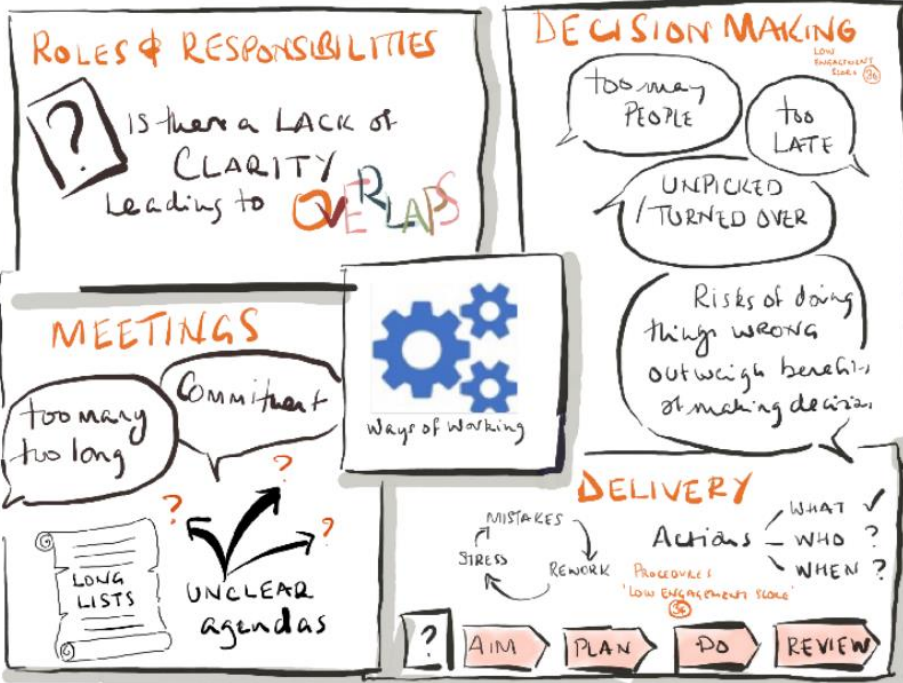 ROLES & RESPONSIBILITIES
?
IS there a LACK of
CLARITY
Leading to OVERLAPS
DECISION MAKING
LOW
ENGAGEMENT
SCORE 36
too many
PEOPLE
too
LATE
UNPICKED
/TURNED OVER
Risks of doing
things WRONG
outweigh benefits
of making decision
MEETINGS
too many
too long
Commitment
? ? ?
LONG
LISTS
UNCLEAR
agendas
Ways of Working
DELIVERY
MISTAKES
REWORK
STRESS
Actions
WHAT ✓
WHO ?
WHEN ?
PROCEDURES
'LOW ENGAGEMENT SCORE'
36
?
AIM
PLAN
DO
REVIEW